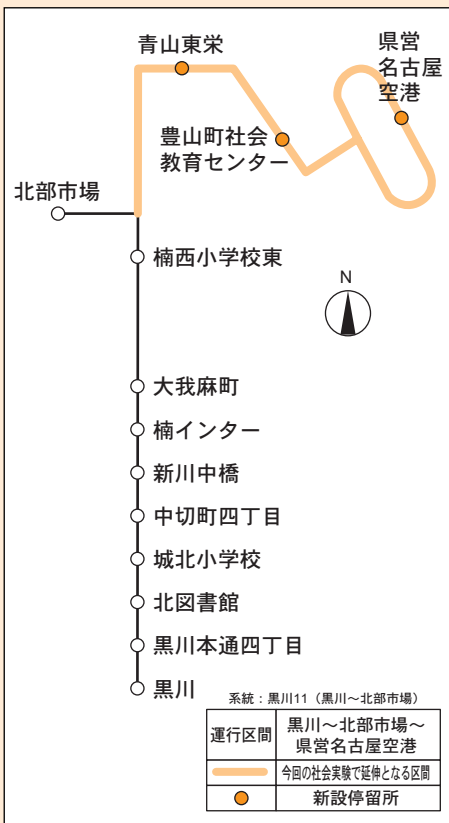 青山東栄
県営
名古屋
空港
豊山町社会
教育センター
北部市場
楠西小学校東
N
大我麻町
楠インター
新川中橋
中切町四丁目
城北小学校
北図書館
黒川本通四丁目
黒川
系統：黒川11（黒川～北部市場）
運行区間
黒川～北部市場～
県営名古屋空港
今回の社会実験で延伸となる区間
新設停留所